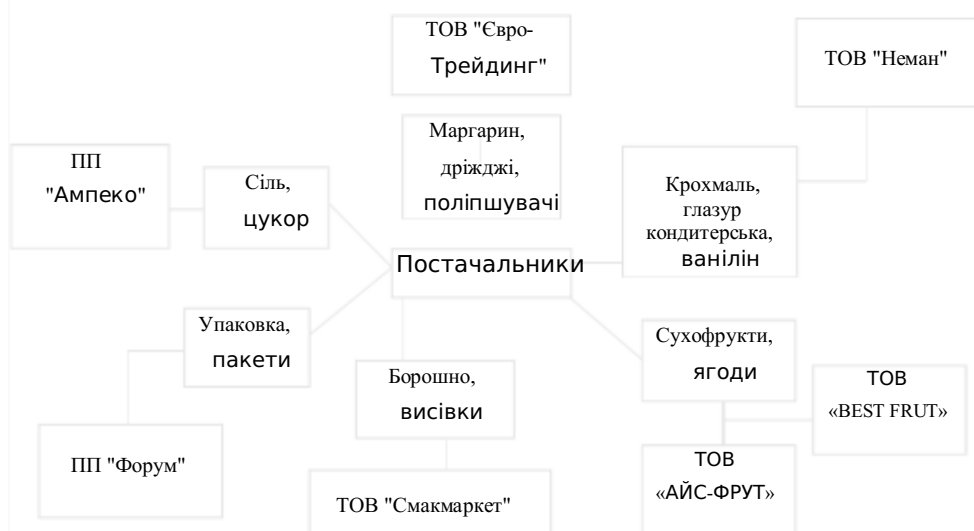 ТОВ "Євро-
Трейдинг"
ТОВ "Неман"
Маргарин,
дріжджі,
поліпшувачі
ПП
"Ампеко"
Сіль,
цукор
Крохмаль,
глазур
кондитерська,
ванілін
Постачальники
Упаковка,
пакети
Сухофрукти,
ягоди
Борошно,
висівки
ТОВ
«BEST FRUT»
ПП "Форум"
ТОВ
«АЙС-ФРУТ»
ТОВ "Смакмаркет"